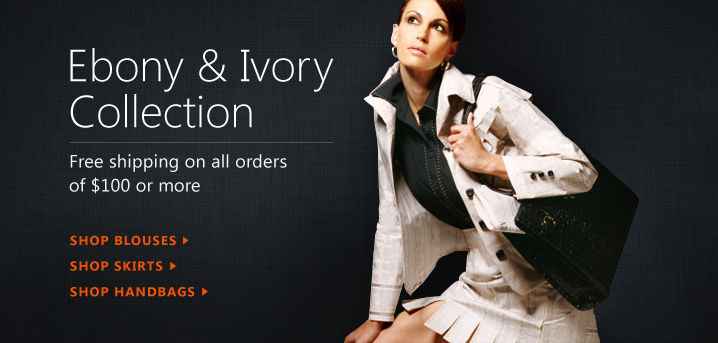 Ebony & Ivory
Collection
Free shipping on all orders
of $100 or more
SHOP BLOUSES
SHOP SKIRTS
SHOP HANDBAGS